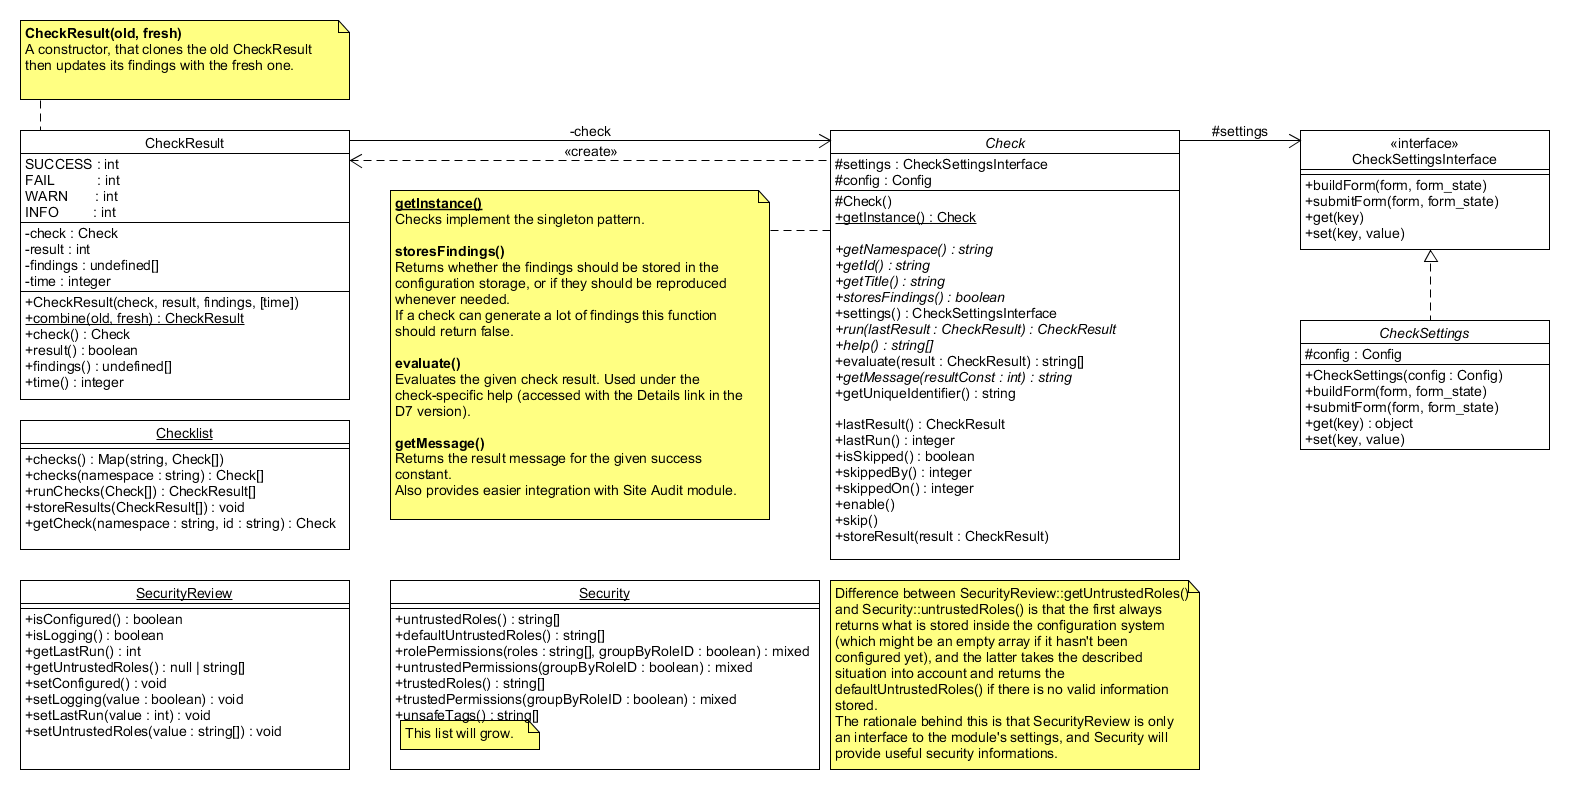 CheckResult(old, fresh)
A constructor, that clones the old CheckResult
then updates its findings with the fresh one.
CheckResult
SUCCESS : int
FAIL : int
WARN : int
INFO : int
-check : Check
-result : int
-findings : undefined[]
-time : integer
+CheckResult(check, result, findings, [time])
+combine(old, fresh) : CheckResult
+check() : Check
+result() : boolean
+findings() : undefined[]
+time() : integer
-check
«create»
getInstance()
Checks implement the singleton pattern.
storesFindings()
Returns whether the findings should be stored in the
configuration storage, or if they should be reproduced
whenever needed.
If a check can generate a lot of findings this function
should return false.
evaluate()
Evaluates the given check result. Used under the
check-specific help (accessed with the Details link in the
D7 version).
getMessage()
Returns the result message for the given success
constant.
Also provides easier integration with Site Audit module.
Check
#settings : CheckSettingsInterface
#config : Config
#Check()
+getInstance() : Check
+getNamespace() : string
+getId() : string
+getTitle() : string
+storesFindings() : boolean
+settings() : CheckSettingsInterface
+run(lastResult : CheckResult) : CheckResult
+help() : string[]
+evaluate(result : CheckResult) : string[]
+getMessage(resultConst : int) : string
+getUniqueIdentifier() : string
+lastResult() : CheckResult
+lastRun() : integer
+isSkipped() : boolean
+skippedBy() : integer
+skippedOn() : integer
+enable()
+skip()
+storeResult(result : CheckResult)
#settings
«interface»
CheckSettingsInterface
+buildForm(form, form_state)
+submitForm(form, form_state)
+get(key)
+set(key, value)
CheckSettings
#config : Config
+CheckSettings(config : Config)
+buildForm(form, form_state)
+submitForm(form, form_state)
+get(key) : object
+set(key, value)
Checklist
+checks() : Map(string, Check[])
+checks(namespace : string) : Check[]
+runChecks(Check[]) : CheckResult[]
+storeResults(CheckResult[]) : void
+getCheck(namespace : string, id : string) : Check
SecurityReview
+isConfigured() : boolean
+isLogging() : boolean
+getLastRun() : int
+getUntrustedRoles() : null | string[]
+setConfigured() : void
+setLogging(value : boolean) : void
+setLastRun(value : int) : void
+setUntrustedRoles(value : string[]) : void
Security
+untrustedRoles() : string[]
+defaultUntrustedRoles() : string[]
+rolePermissions(roles : string[], groupByRoleID : boolean) : mixed
+untrustedPermissions(groupByRoleID : boolean) : mixed
+trustedRoles() : string[]
+trustedPermissions(groupByRoleID : boolean) : mixed
+unsafeTags() : string[]
This list will grow.
Difference between SecurityReview::getUntrustedRoles()
and Security::untrustedRoles() is that the first always
returns what is stored inside the configuration system
(which might be an empty array if it hasn't been
configured yet), and the latter takes the described
situation into account and returns the
defaultUntrustedRoles() if there is no valid information
stored.
The rationale behind this is that SecurityReview is only
an interface to the module's settings, and Security will
provide useful security informations.